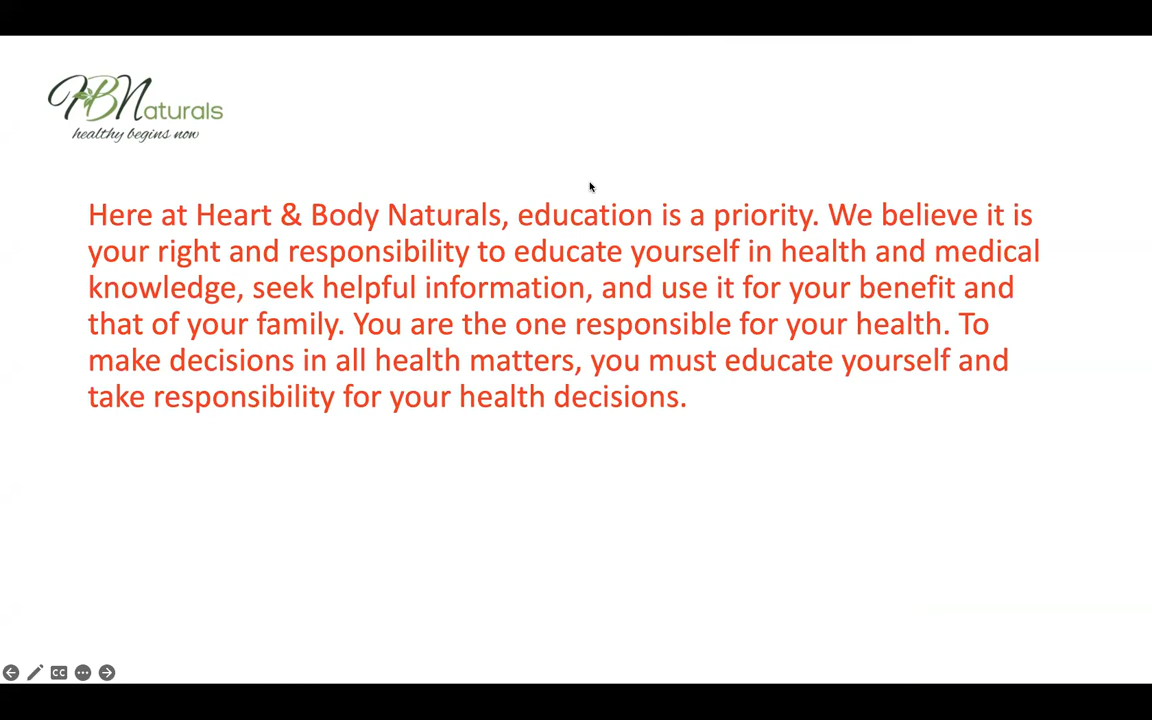 HBNaturals
healthy begins now
Here at Heart & Body Naturals, education is a priority. We believe it is
your right and responsibility to educate yourself in health and medical
knowledge, seek helpful information, and use it for your benefit and
that of your family. You are the one responsible for your health. To
make decisions in all health matters, you must educate yourself and
take responsibility for your health decisions.
CC